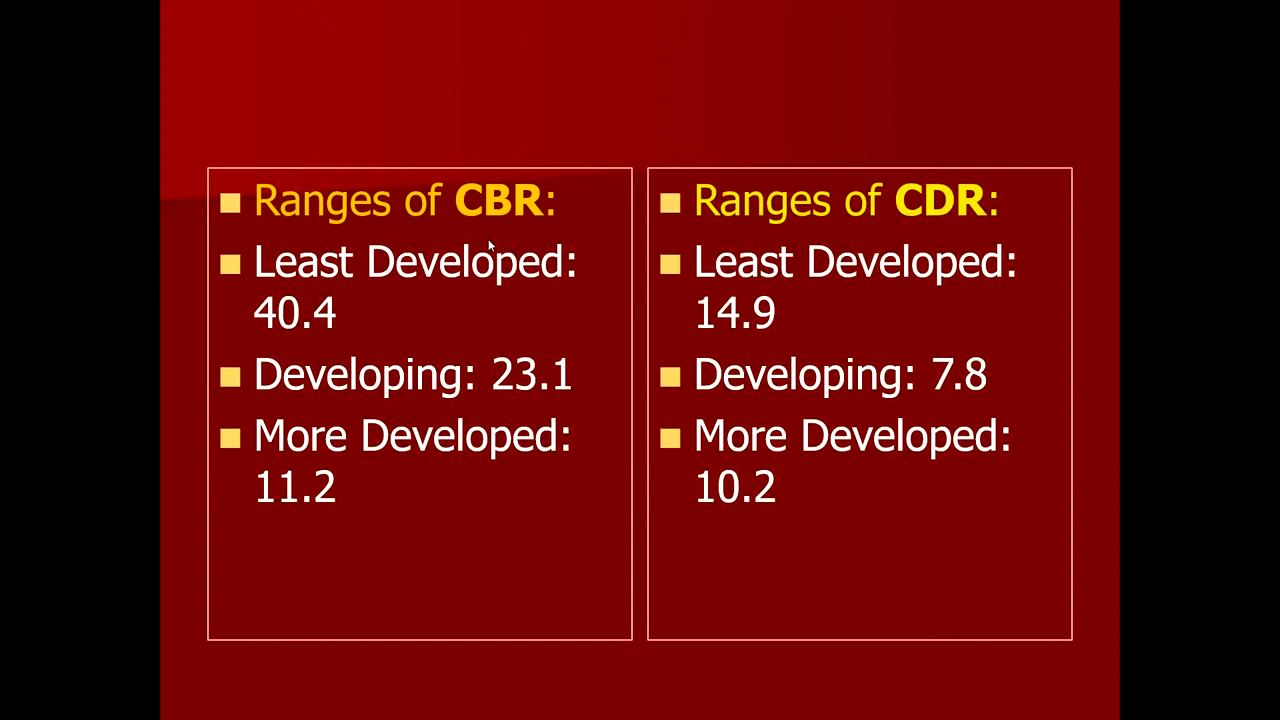 Ranges of CBR:
Least Developed:
40.4
Developing: 23.1
More Developed:
11.2
Ranges of CDR:
Least Developed:
14.9
Developing: 7.8
More Developed:
10.2